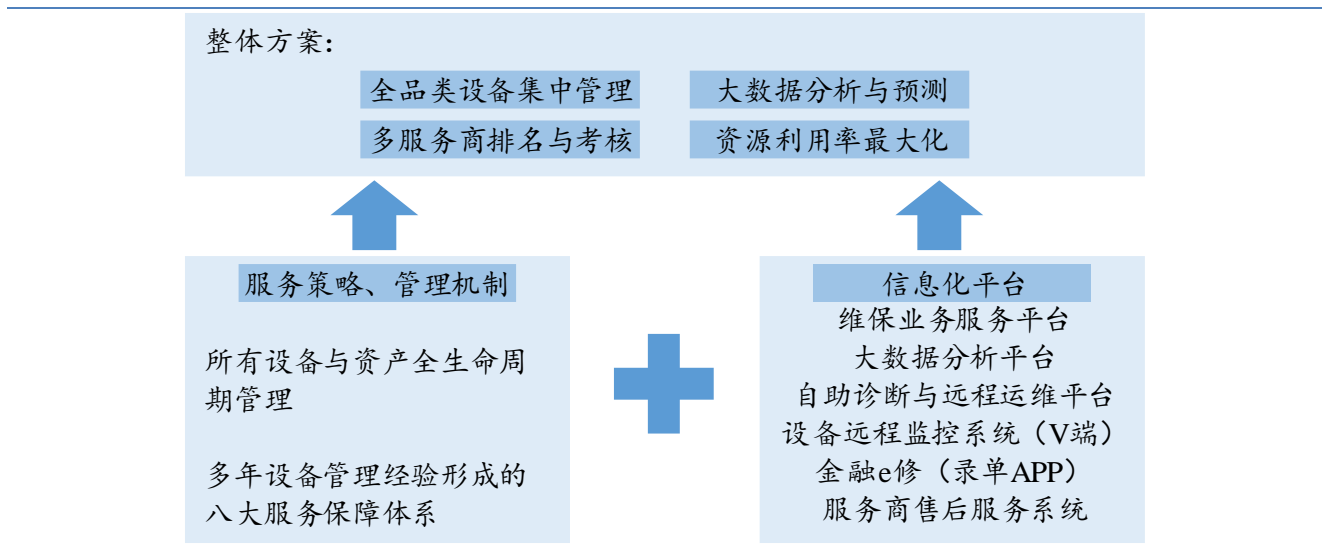 整体方案：
全品类设备集中管理
大数据分析与预测
多服务商排名与考核
资源利用率最大化
服务策略、管理机制
所有设备与资产全生命周
期管理
多年设备管理经验形成的
八大服务保障体系
信息化平台
维保业务服务平台
大数据分析平台
自助诊断与远程运维平台
设备远程监控系统（V端）
金融e修（录单APP）
服务商售后服务系统